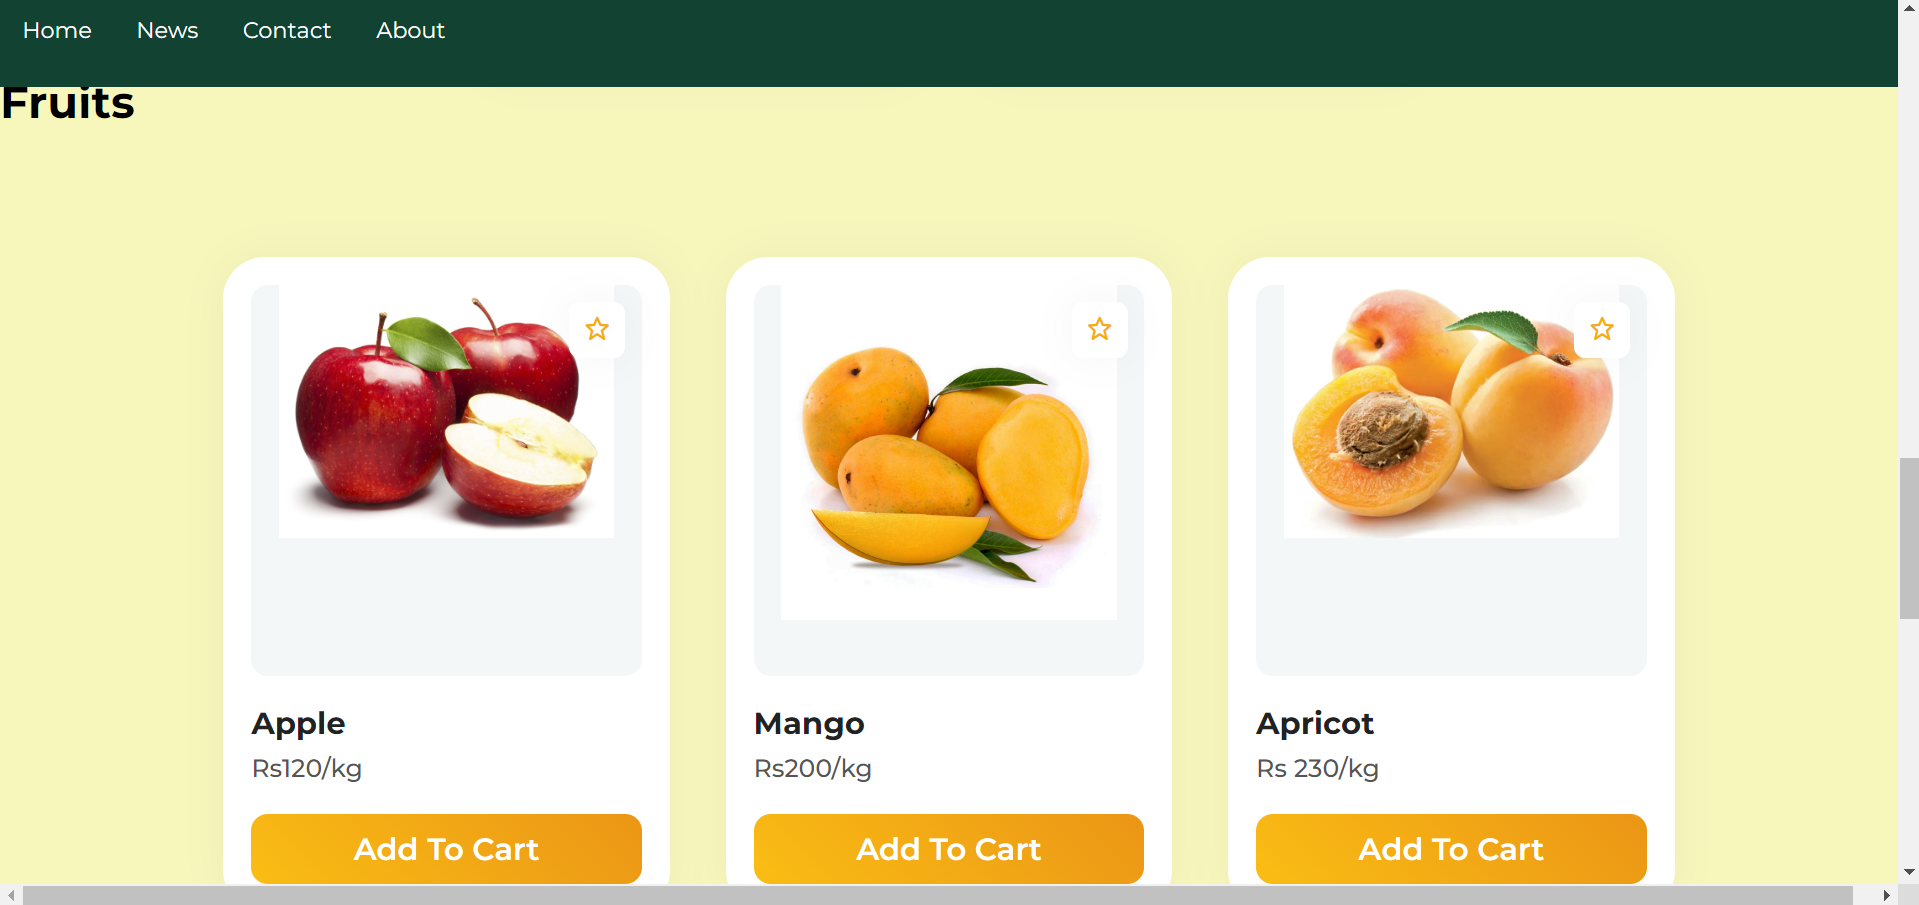 Home News Contact About
Fruits
Apple
Rs120/kg
Add To Cart
Mango
Rs200/kg
Add To Cart
Apricot
Rs 230/kg
Add To Cart